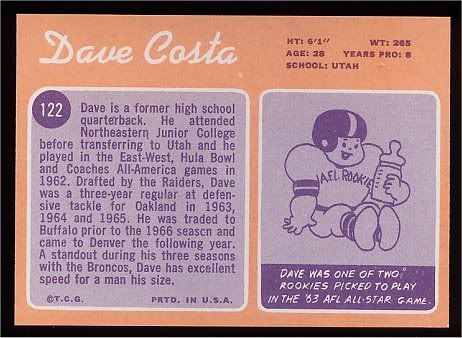 Dave Costa
HT: 6'1" WT: 265
AGE: 28 YEARS PRO: 8
SCHOOL: UTAH
122
Dave is a former high school
quarterback. He attended
Northeastern Junior College
before transferring to Utah and he
played in the East-West, Hula Bowl
and Coaches All-America games in
1962. Drafted by the Raiders, Dave
was a three-year regular at defen-
sive tackle for Oakland in 1963,
1964 and 1965. He was traded to
Buffalo prior to the 1966 season and
came to Denver the following year.
A standout during his three seasons
with the Broncos, Dave has excellent
speed for a man his size.
©T.C.G. PRTD. IN U.S.A.
A.F.L. ROOKIE
DAVE WAS ONE OF TWO
ROOKIES PICKED TO PLAY
IN THE '63 AFL ALL-STAR GAME.